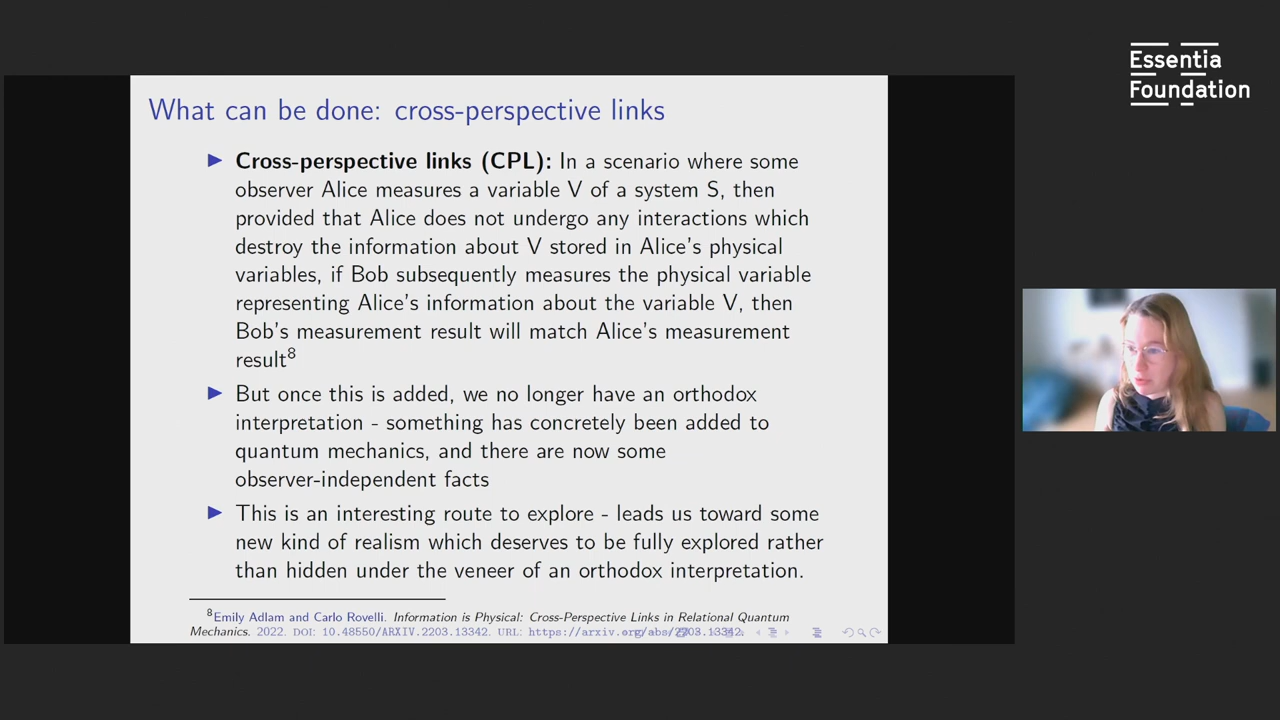 Essentia
Foundation
What can be done: cross-perspective links
Cross-perspective links (CPL): In a scenario where some
observer Alice measures a variable V of a system S, then
provided that Alice does not undergo any interactions which
destroy the information about V stored in Alice's physical
variables, if Bob subsequently measures the physical variable
representing Alice's information about the variable V, then
Bob's measurement result will match Alice's measurement
result8
But once this is added, we no longer have an orthodox
interpretation - something has concretely been added to
quantum mechanics, and there are now some
observer-independent facts
This is an interesting route to explore - leads us toward some
new kind of realism which deserves to be fully explored rather
than hidden under the veneer of an orthodox interpretation.
8Emily Adlam and Carlo Rovelli. Information is Physical: Cross-Perspective Links in Relational Quantum
Mechanics. 2022. DOI: 10.48550/ARXIV.2203.13342. URL: https://arxiv.org/abs/2203.13342.